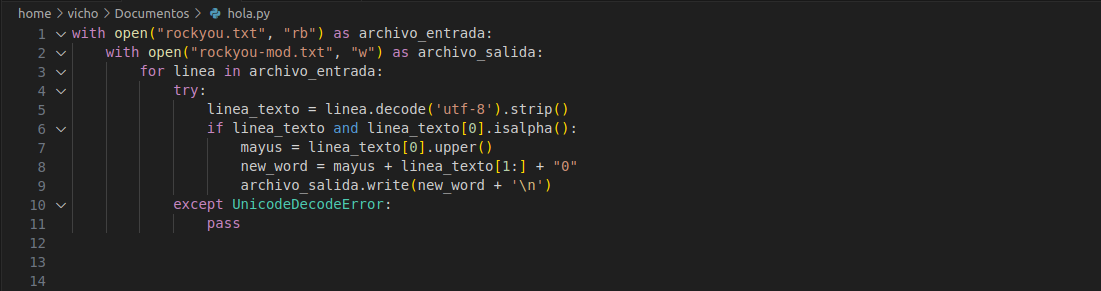 home > vicho > Documentos > hola.py
1 with open("rockyou.txt", "rb") as archivo_entrada:
2     with open("rockyou-mod.txt", "w") as archivo_salida:
3         for linea in archivo_entrada:
4             try:
5                 linea_texto = linea.decode('utf-8').strip()
6                 if linea_texto and linea_texto[0].isalpha():
7                     mayus = linea_texto[0].upper()
8                     new_word = mayus + linea_texto[1:] + "0"
9                     archivo_salida.write(new_word + '\n')
10             except UnicodeDecodeError:
11                 pass
12
13
14